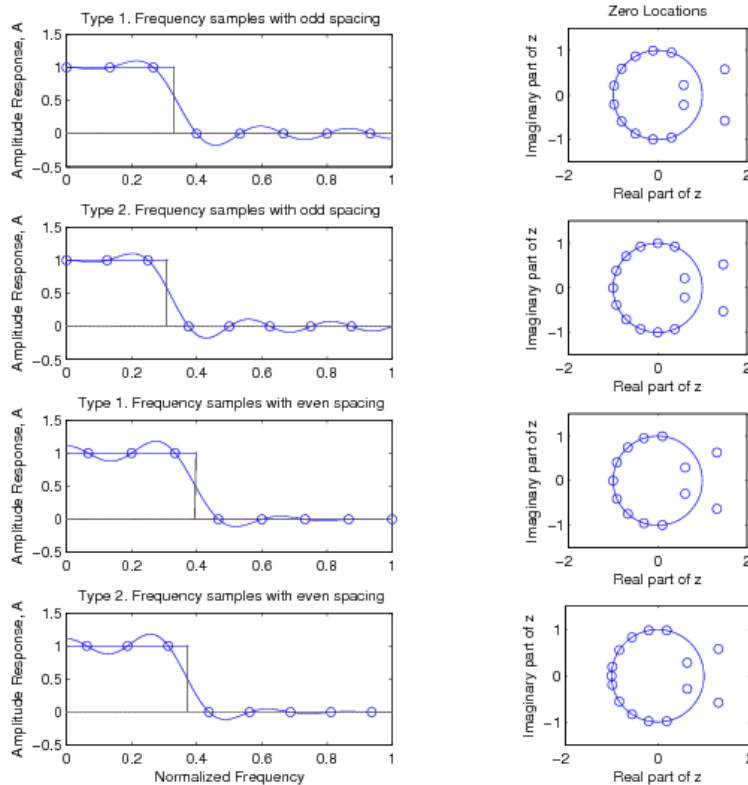 Type 1. Frequency samples with odd spacing
Amplitude Response, A
1.5
1
0.5
0
−0.5
0 0.2 0.4 0.6 0.8 1
Zero Locations
Imaginary part of z
1
0
−1
−2 0 2
Real part of z
Type 2. Frequency samples with odd spacing
Amplitude Response, A
1.5
1
0.5
0
−0.5
0 0.2 0.4 0.6 0.8 1
Imaginary part of z
1
0
−1
−2 0 2
Real part of z
Type 1. Frequency samples with even spacing
Amplitude Response, A
1.5
1
0.5
0
−0.5
0 0.2 0.4 0.6 0.8 1
Imaginary part of z
1
0
−1
−2 0 2
Real part of z
Type 2. Frequency samples with even spacing
Amplitude Response, A
1.5
1
0.5
0
−0.5
0 0.2 0.4 0.6 0.8 1
Normalized Frequency
Imaginary part of z
1
0
−1
−2 0 2
Real part of z